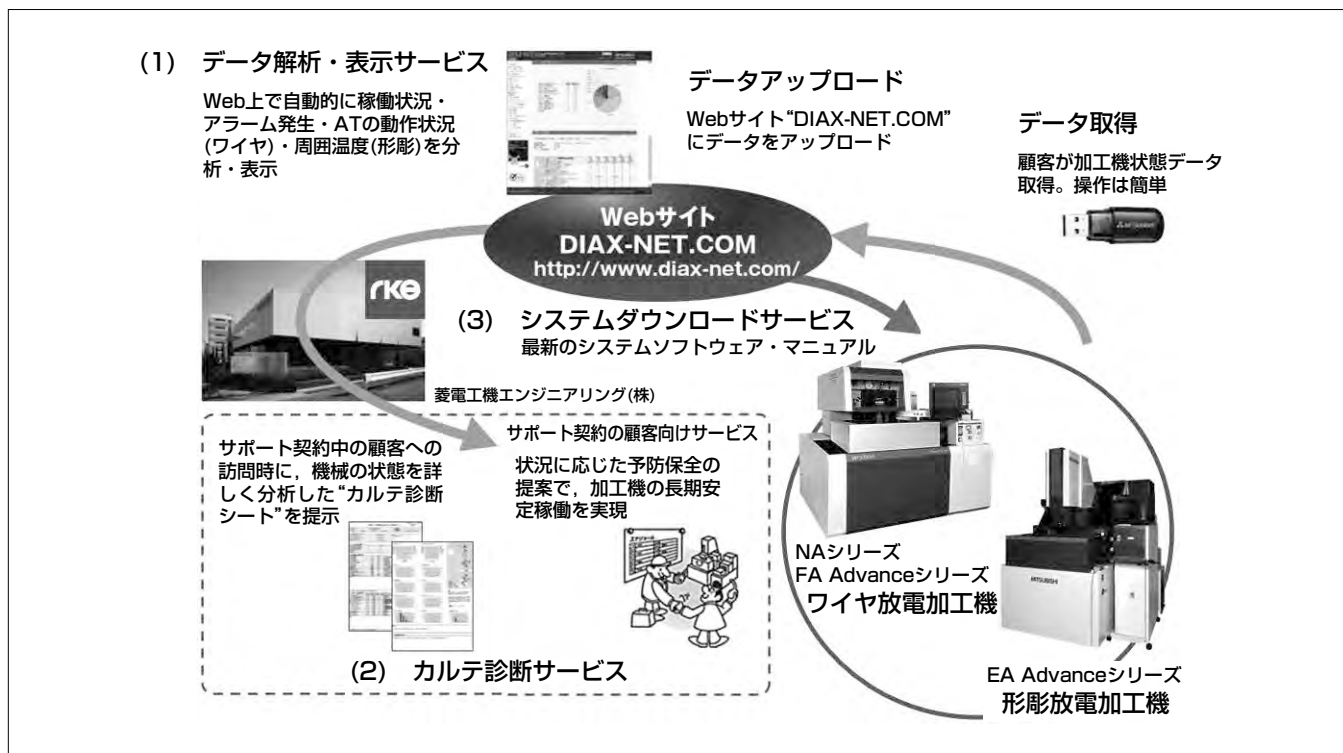 (1) データ解析・表示サービス
Web上で自動的に稼働状況・
アラーム発生・ATの動作状況
(ワイヤ)・周囲温度(形彫)を分
析・表示
データアップロード
Webサイト“DIAX-NET.COM”
にデータをアップロード
データ取得
顧客が加工機状態データ
取得。操作は簡単
Webサイト
DIAX-NET.COM
http://www.diax-net.com/
rke
(3) システムダウンロードサービス
最新のシステムソフトウェア・マニュアル
菱電工機エンジニアリング(株)
サポート契約中の顧客への
訪問時に，機械の状態を詳
しく分析した“カルテ診断
シート”を提示
サポート契約の顧客向けサービス
状況に応じた予防保全の
提案で，加工機の長期安
定稼働を実現
(2) カルテ診断サービス
NAシリーズ
FA Advanceシリーズ
ワイヤ放電加工機
MITSUBISHI
EA Advanceシリーズ
形彫放電加工機